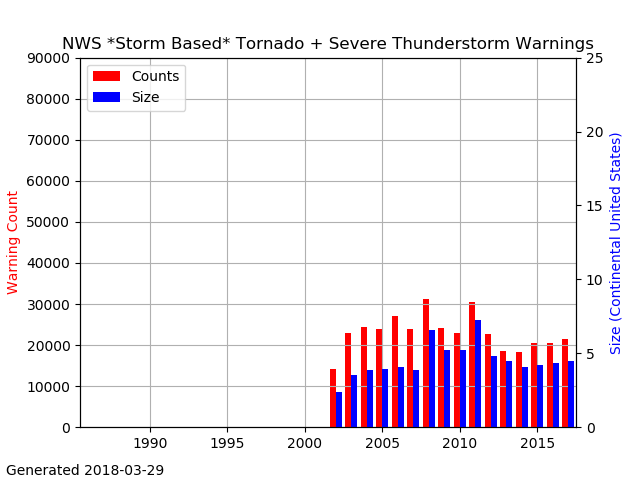 NWS *Storm Based* Tornado + Severe Thunderstorm Warnings
90000
80000
70000
60000
50000
40000
30000
20000
10000
0
Warning Count
Counts
Size
25
20
15
10
5
0
Size (Continental United States)
1990 1995 2000 2005 2010 2015
Generated 2018-03-29